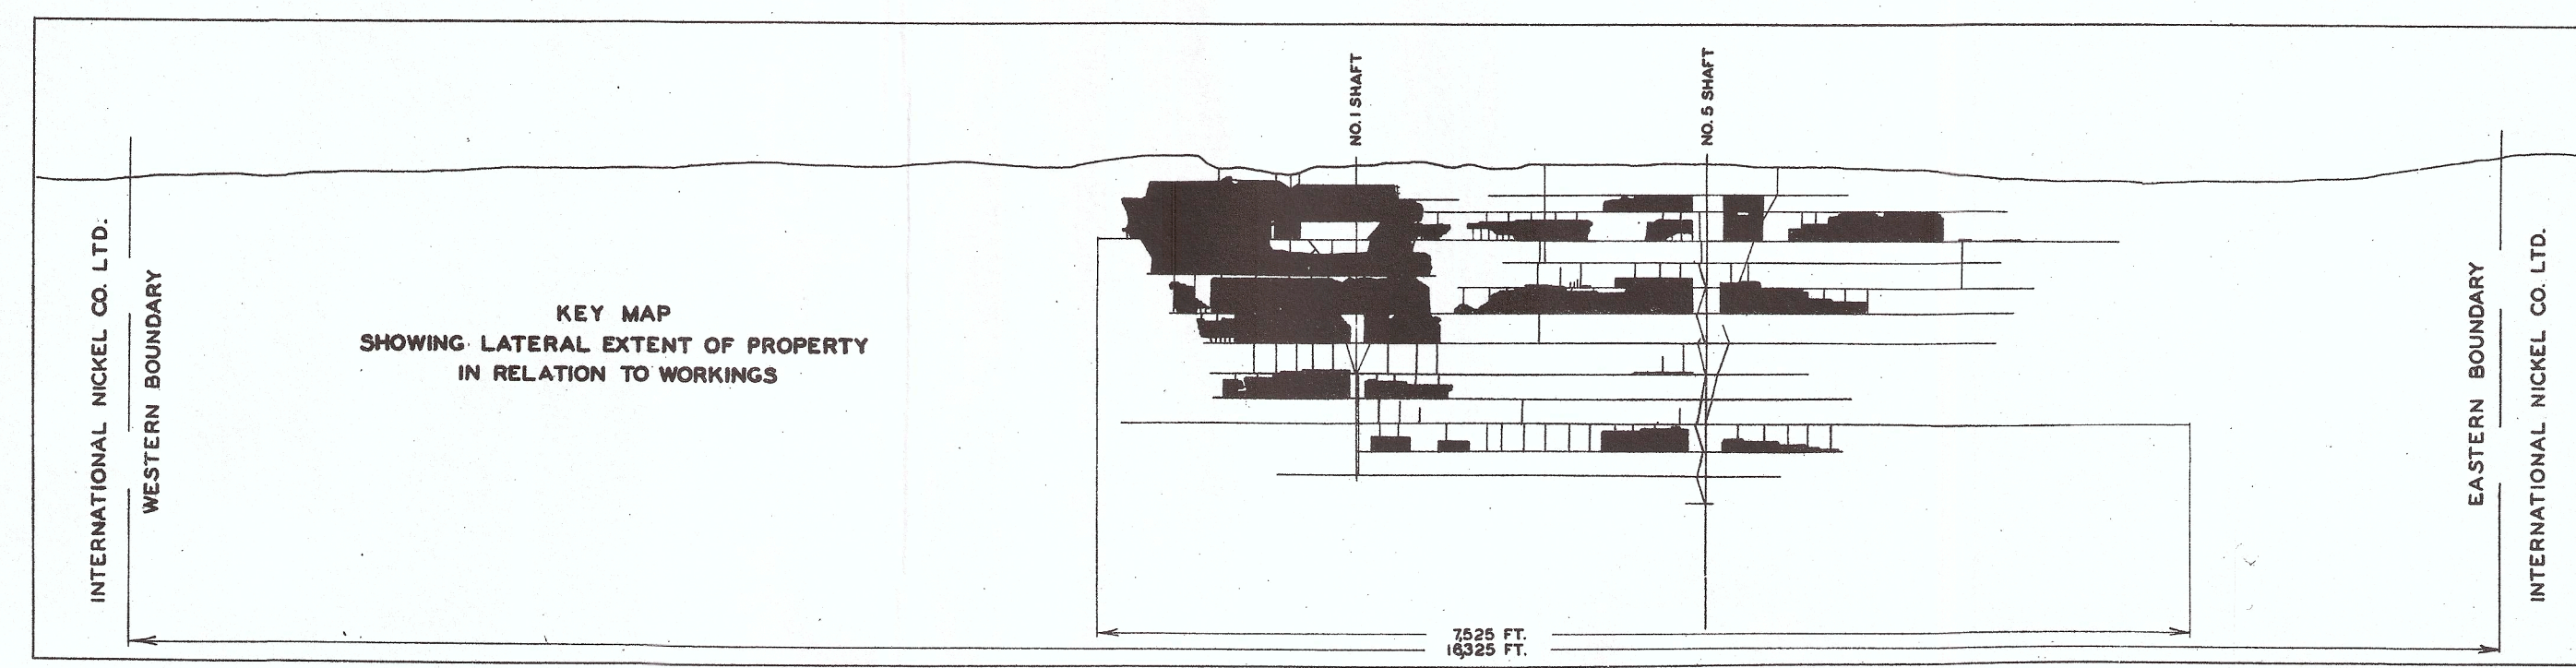 INTERNATIONAL NICKEL CO. LTD.
WESTERN BOUNDARY
KEY MAP
SHOWING LATERAL EXTENT OF PROPERTY
IN RELATION TO WORKINGS
NO. 1 SHAFT
NO. 5 SHAFT
EASTERN BOUNDARY
INTERNATIONAL NICKEL CO. LTD.
7,525 FT.
16,325 FT.